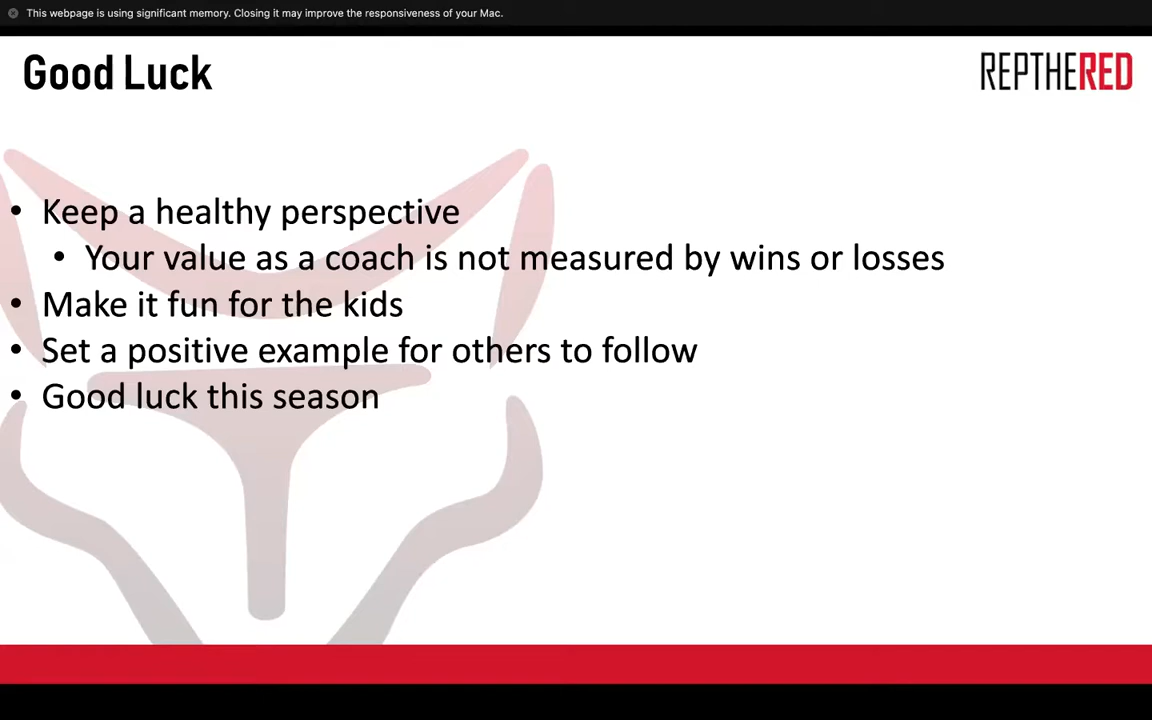 This webpage is using significant memory. Closing it may improve the responsiveness of your Mac.
Good Luck
REPTHERED
• Keep a healthy perspective
• Your value as a coach is not measured by wins or losses
• Make it fun for the kids
• Set a positive example for others to follow
• Good luck this season